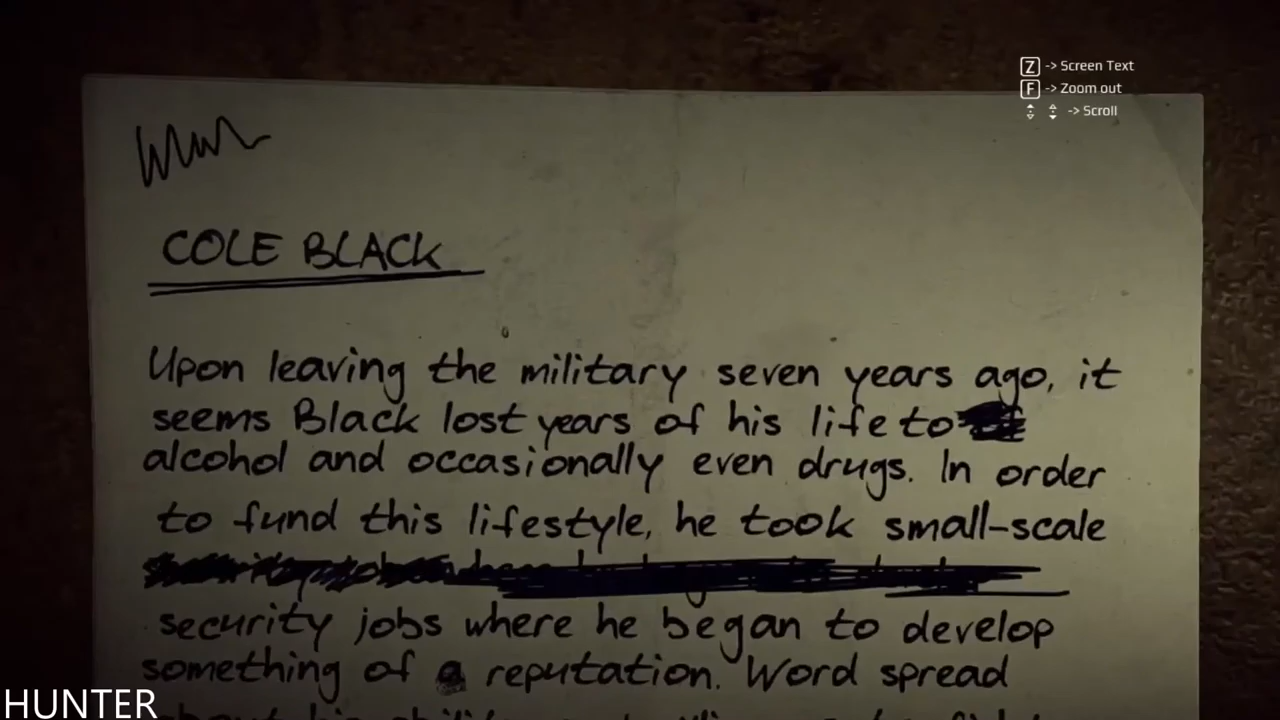 Z -> Screen Text
F -> Zoom out
-> Scroll
COLE BLACK
Upon leaving the military seven years ago, it
seems Black lost years of his life to
alcohol and occasionally even drugs. In order
to fund this lifestyle, he took small-scale
security jobs where he began to develop
something of a reputation. Word spread
HUNTER